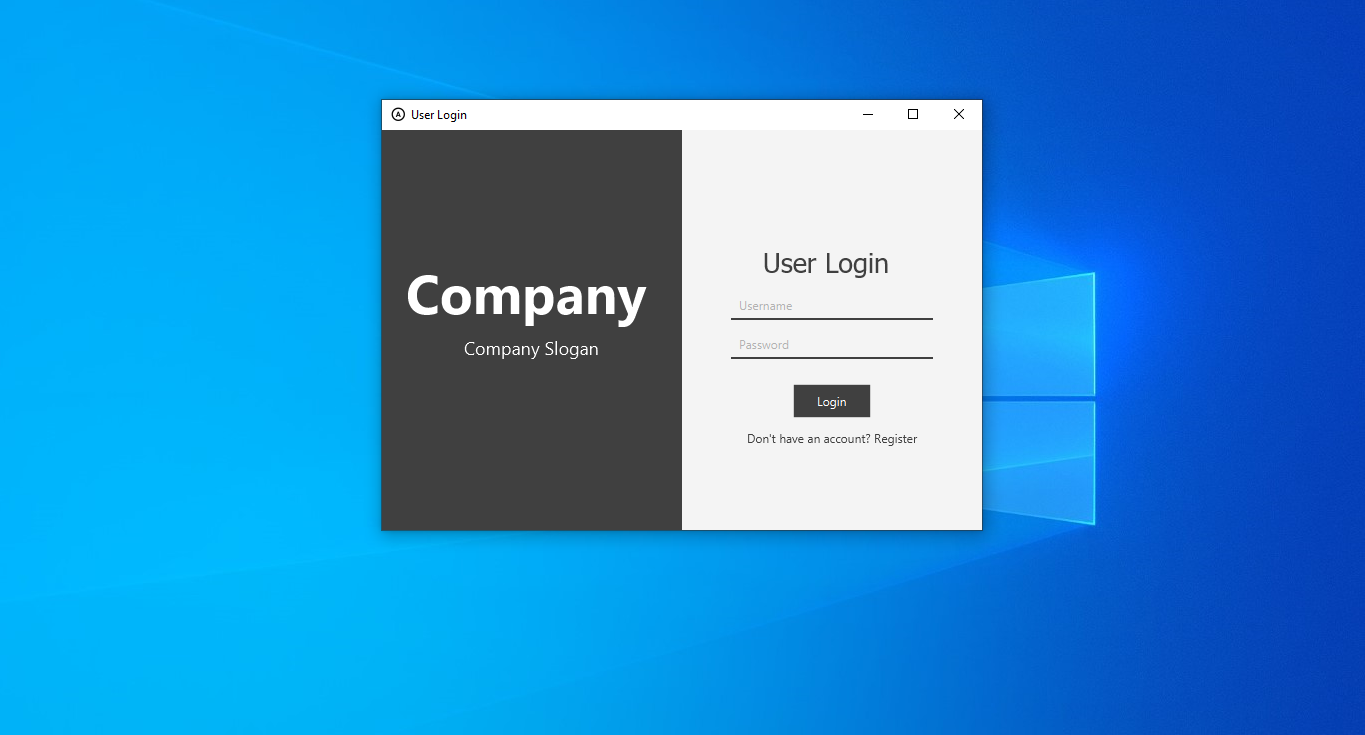 User Login
Company
Company Slogan
User Login
Username
Password
Login
Don't have an account? Register